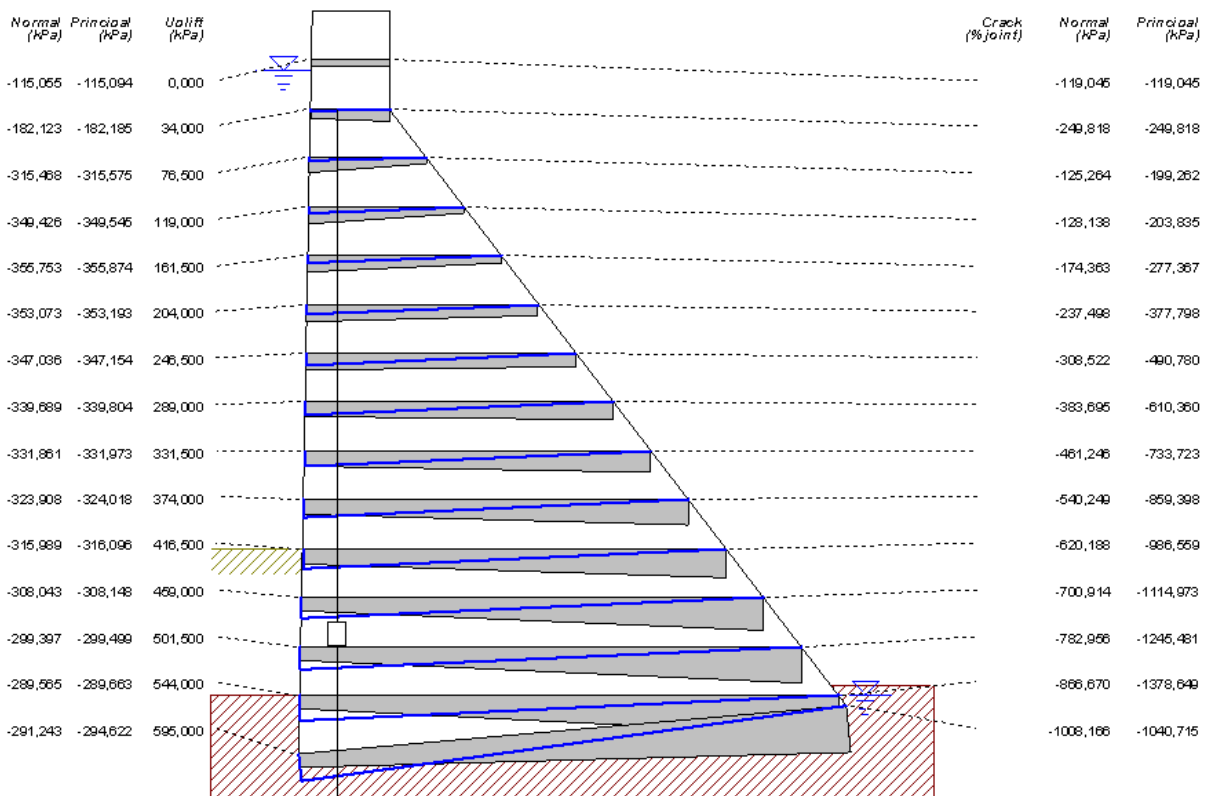 Normal Principal Uplift Crack Normal Principal
(kPa) (kPa) (kPa) (% joint) (kPa) (kPa)
-115,055 -115,094 0,000 -119,045 -119,045
-182,123 -182,185 34,000 -249,818 -249,818
-315,468 -315,575 76,500 -125,264 -199,262
-349,426 -349,545 119,000 -128,138 -203,835
-355,753 -355,874 161,500 -174,363 -277,367
-353,073 -353,193 204,000 -237,498 -377,798
-347,036 -347,154 246,500 -308,522 -490,780
-339,689 -339,804 289,000 -383,695 -610,360
-331,861 -331,973 331,500 -461,246 -733,723
-323,908 -324,018 374,000 -540,249 -859,398
-315,989 -316,096 416,500 -620,188 -986,559
-308,043 -308,148 459,000 -700,914 -1114,973
-299,397 -299,499 501,500 -782,956 -1245,481
-289,565 -289,663 544,000 -866,670 -1378,649
-291,243 -294,622 595,000 -1008,166 -1040,715